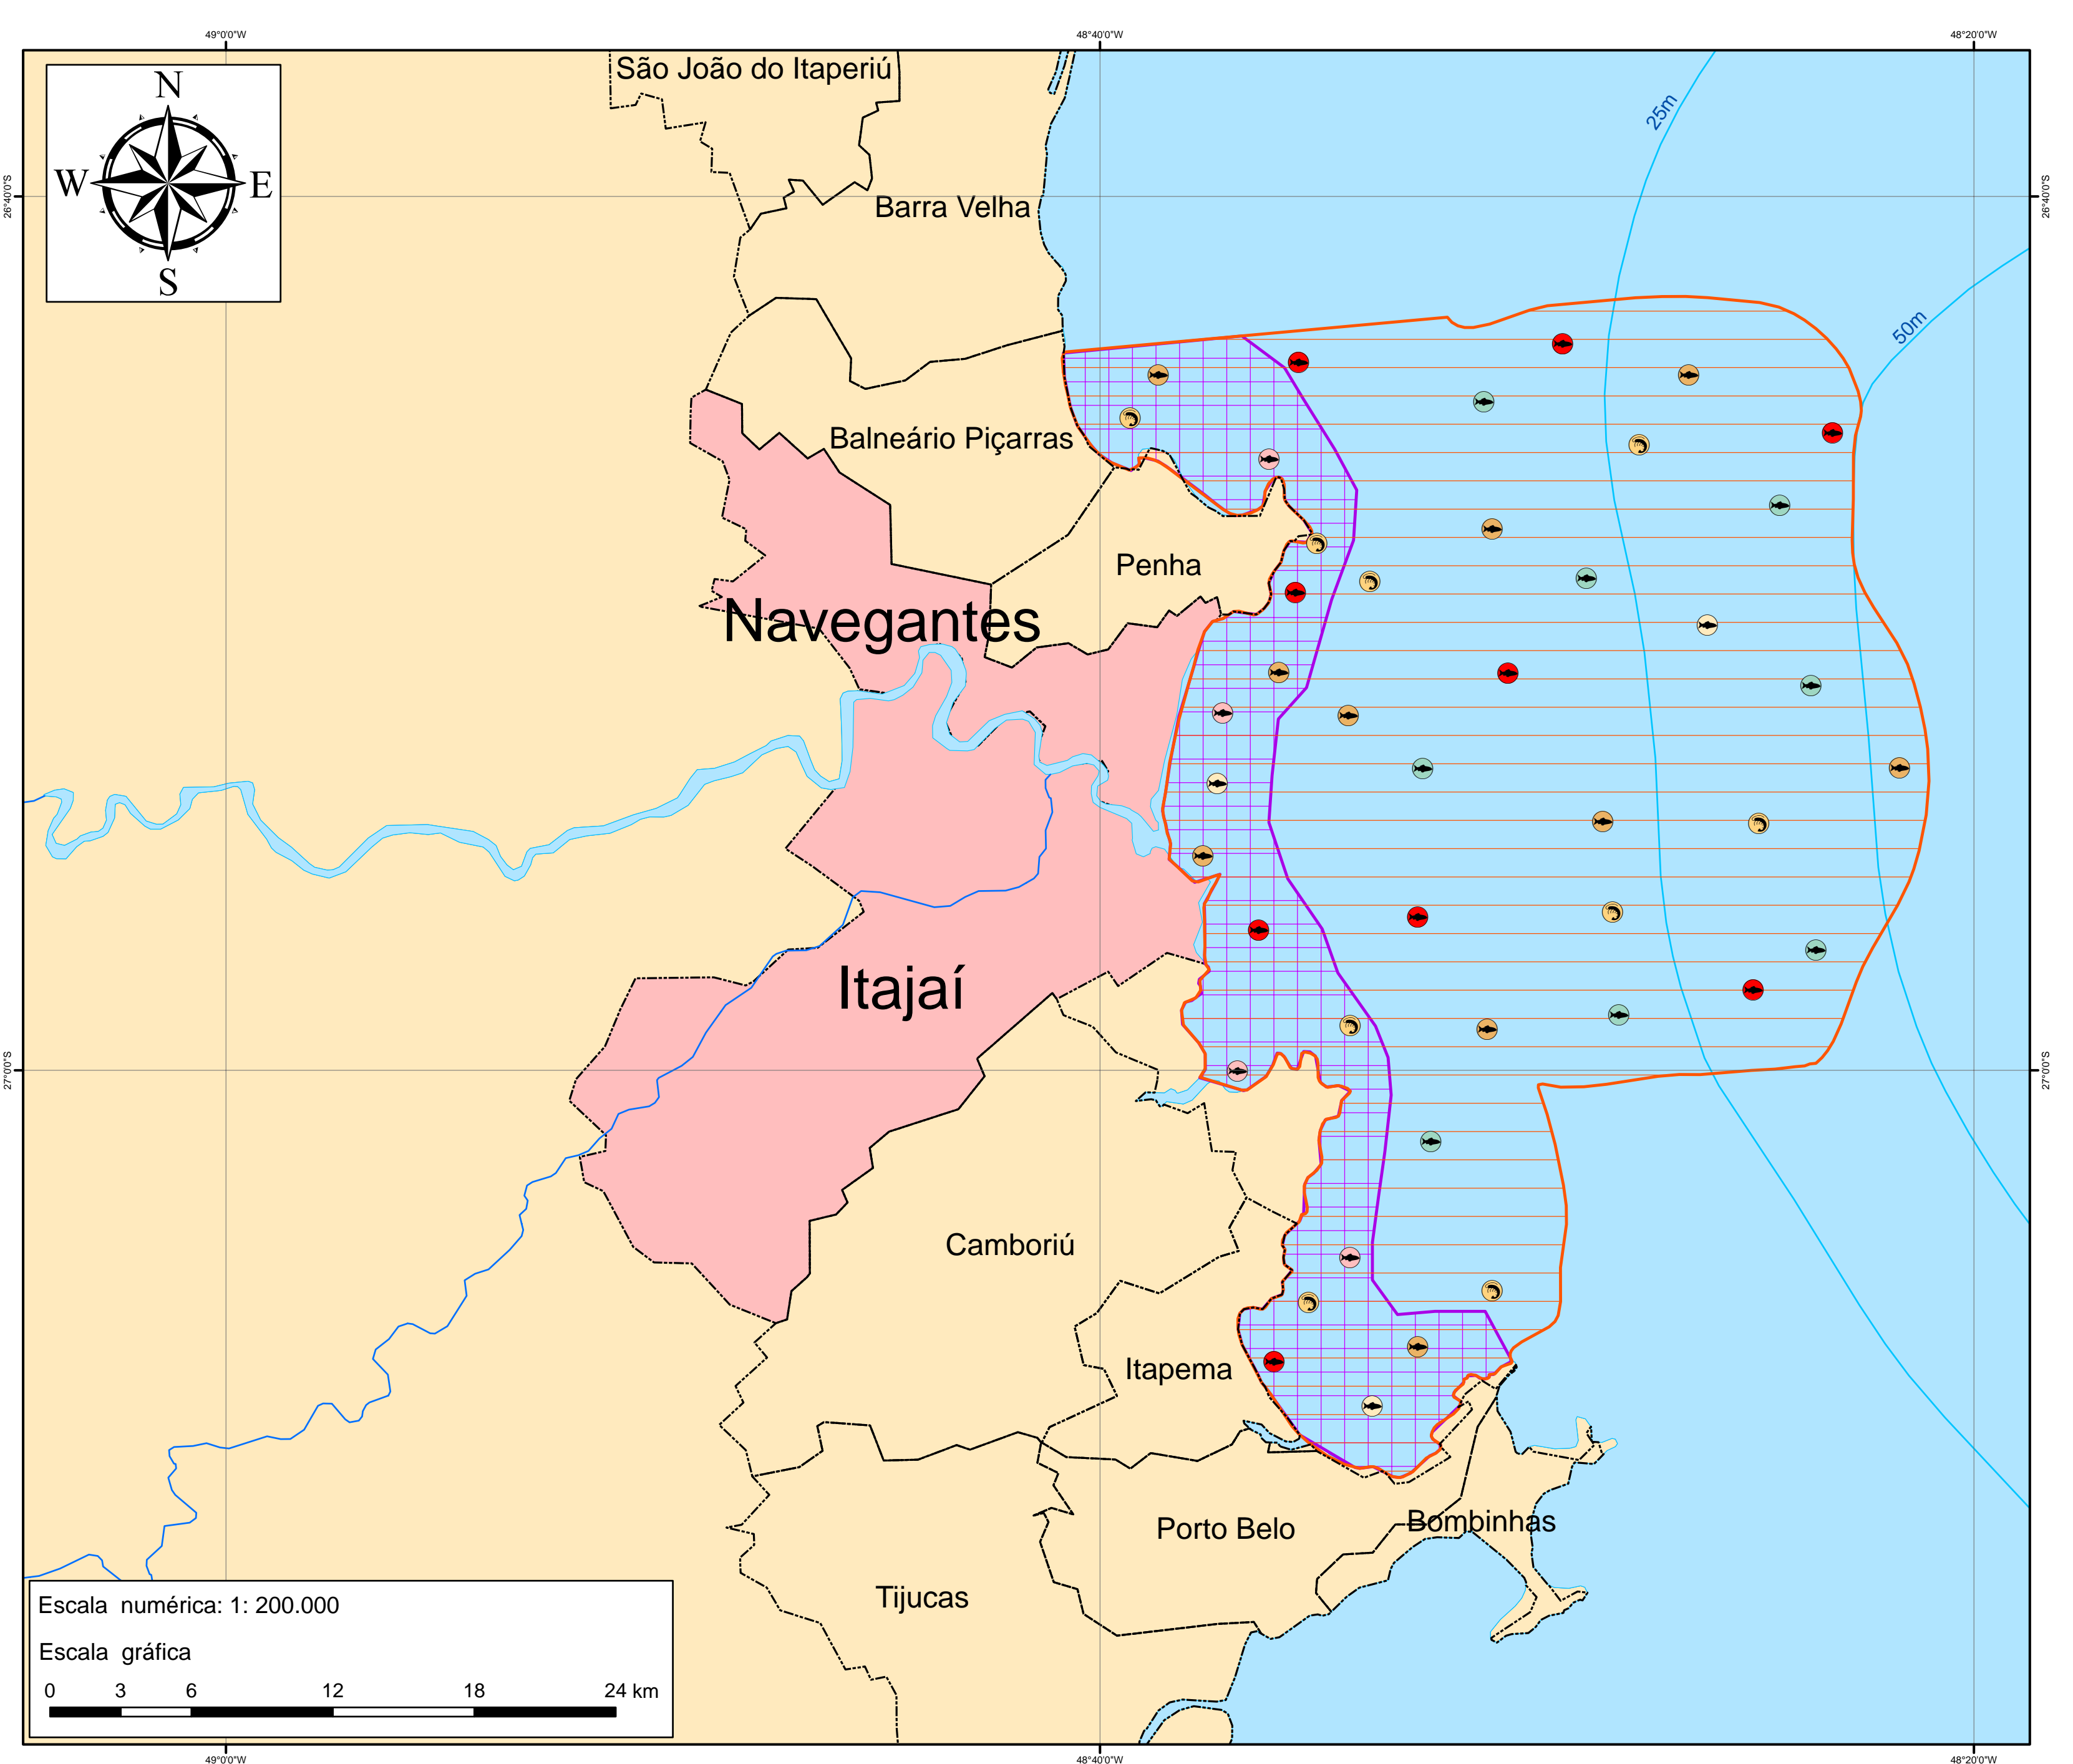 49°0'0"W
48°40'0"W
48°20'0"W
São João do Itaperiú
N
W
E
S
25m
26°40'0"S
26°40'0"S
Barra Velha
50m
Balneário Piçarras
Penha
Navegantes
Itajaí
27°0'0"S
27°0'0"S
Camboriú
Itapema
Porto Belo
Bombinhas
Tijucas
Escala numérica: 1: 200.000
Escala gráfica
0 3 6 12 18 24 km
49°0'0"W
48°40'0"W
48°20'0"W